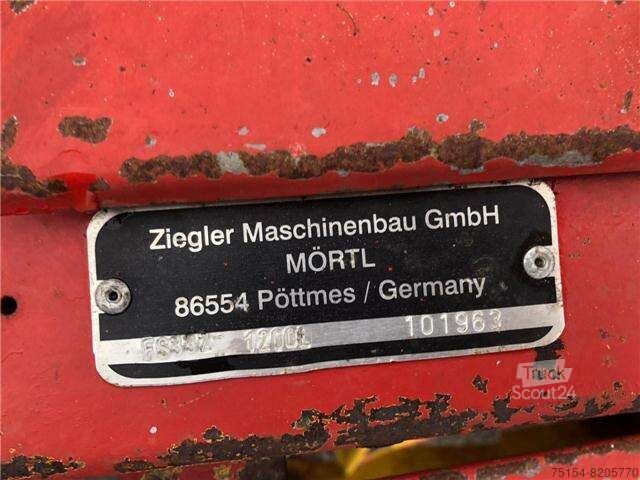 Ziegler Maschinenbau GmbH
MÖRTL
86554 Pöttmes / Germany
101963
Truck
Scout24
75154-8205770